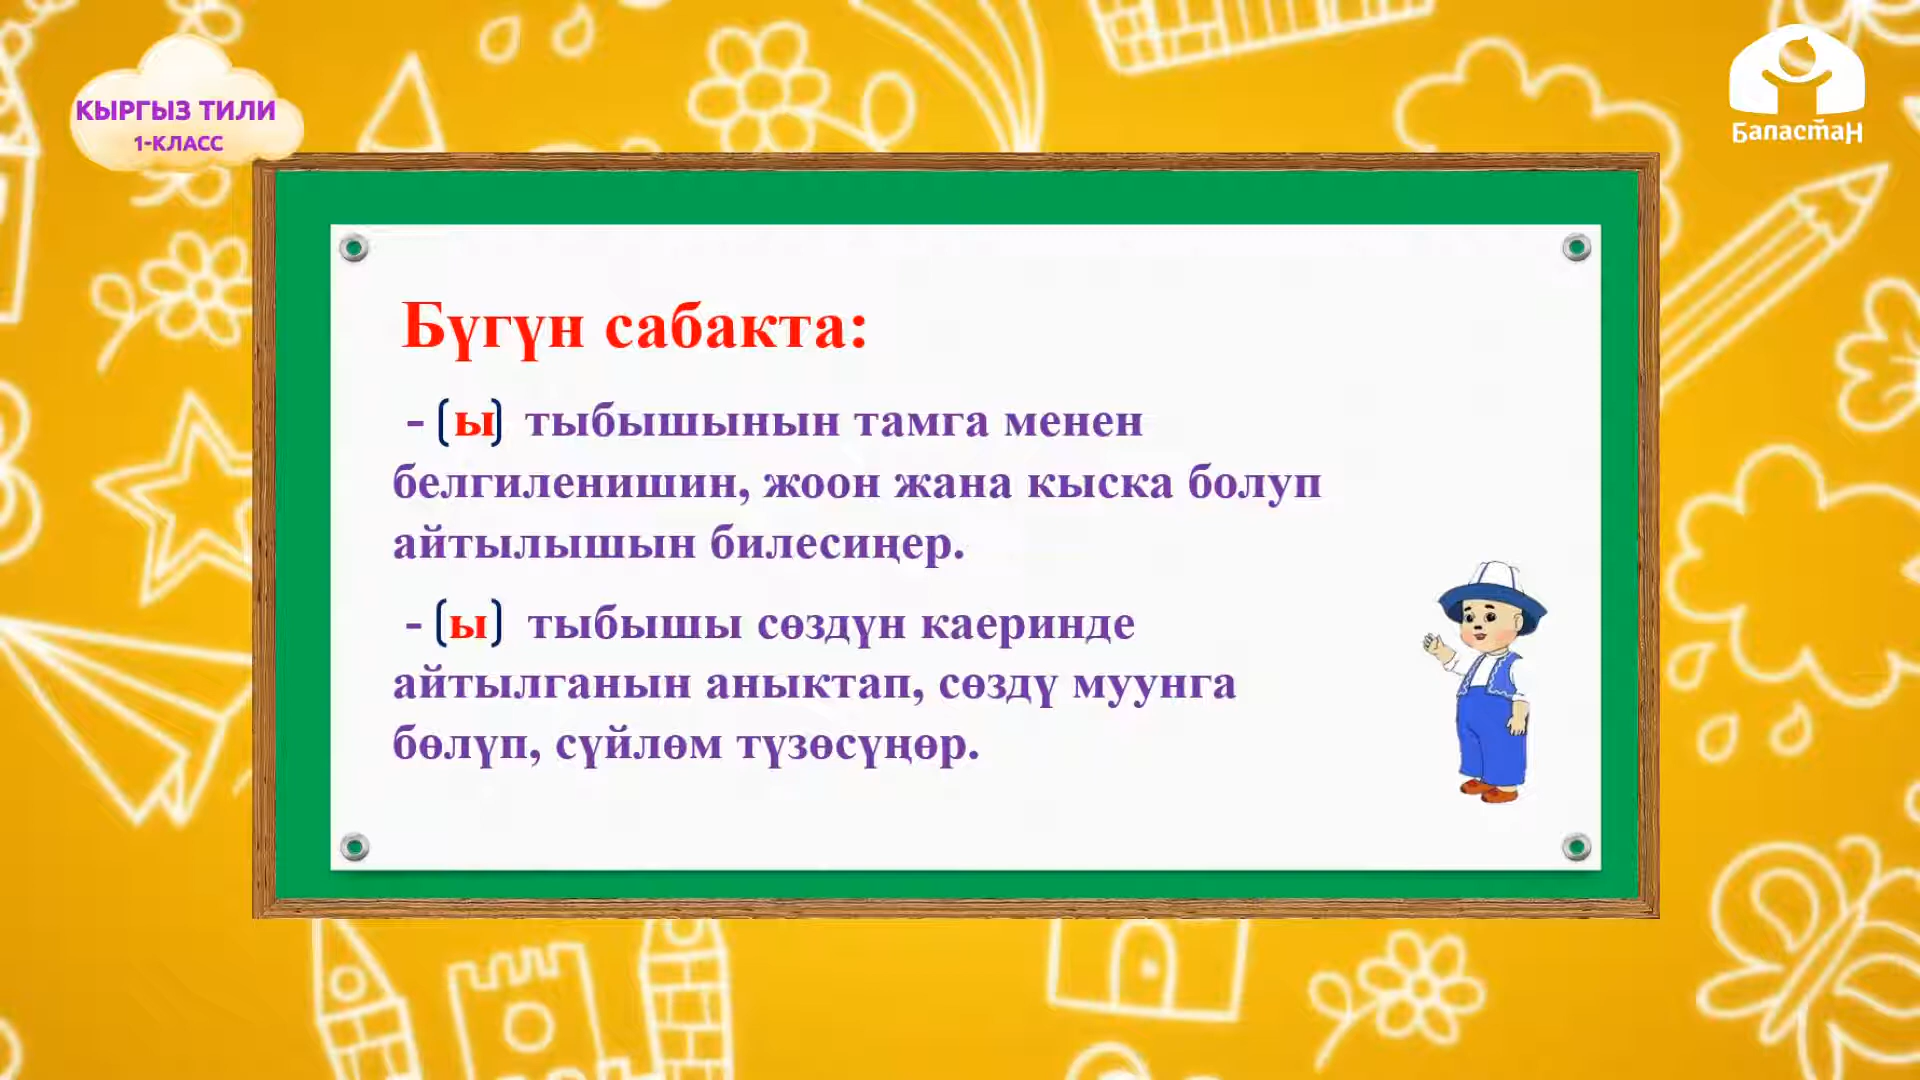 КЫРГЫЗ ТИЛИ
1-КЛАСС
Баластан
Бүгүн сабакта:
- (ы) тыбышынын тамга менен
белгиленишин, жоон жана кыска болуп
айтылышын билесиңер.
- (ы) тыбышы сөздүн каеринде
айтылганын аныктап, сөздү муунга
бөлүп, сүйлөм түзөсүңөр.